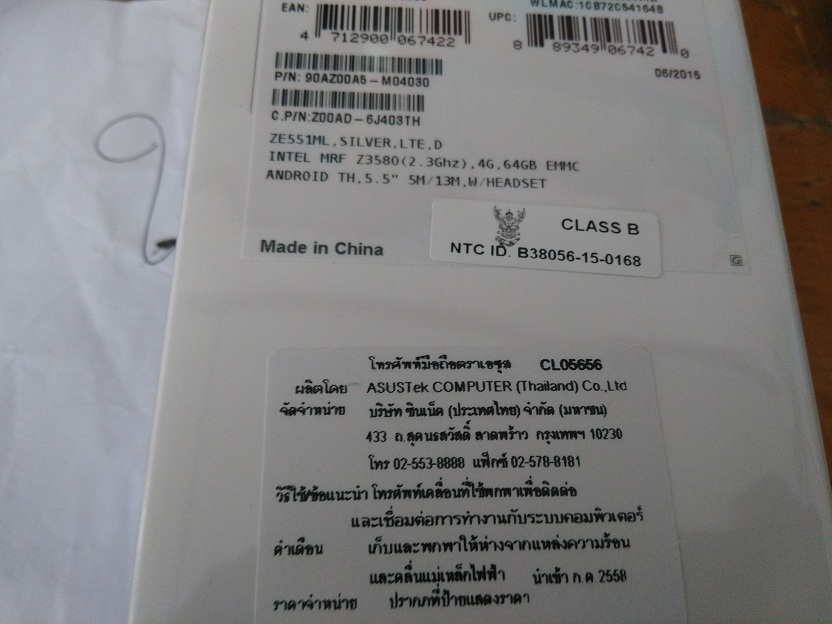 EAN:
4 712900 067422
WLMAC:1CB72C54164B
UPC:
8 89349 06742 0
P/N: 90AZ00A5-M04030
06/2015
C.P/N:Z00AD-6J403TH
ZE551ML,SILVER,LTE,D
INTEL MRF Z3580(2.3Ghz),4G,64GB EMMC
ANDROID TH,5.5" 5M/13M,W/HEADSET
Made in China
CLASS B
NTC ID. B38056-15-0168
G
9
โทรศัพท์มือถือตราเอซุส CL05656
ผลิตโดย ASUSTek COMPUTER (Thailand) Co.,Ltd
จัดจำหน่าย บริษัท ซินเน็ค (ประเทศไทย) จำกัด (มหาชน)
433 ถ.สุคนธสวัสดิ์ ลาดพร้าว กรุงเทพฯ 10230
โทร 02-553-8888 แฟ็กซ์ 02-578-8181
วิธีใช้/ข้อแนะนำ โทรศัพท์เคลื่อนที่ใช้พกพาเพื่อติดต่อ
และเชื่อมต่อการทำงานกับระบบคอมพิวเตอร์
คำเตือน เก็บและพกพาให้ห่างจากแหล่งความร้อน
และคลื่นแม่เหล็กไฟฟ้า นำเข้า ก.ค 2558
ราคาจำหน่าย ปรากฏที่ป้ายแสดงราคา